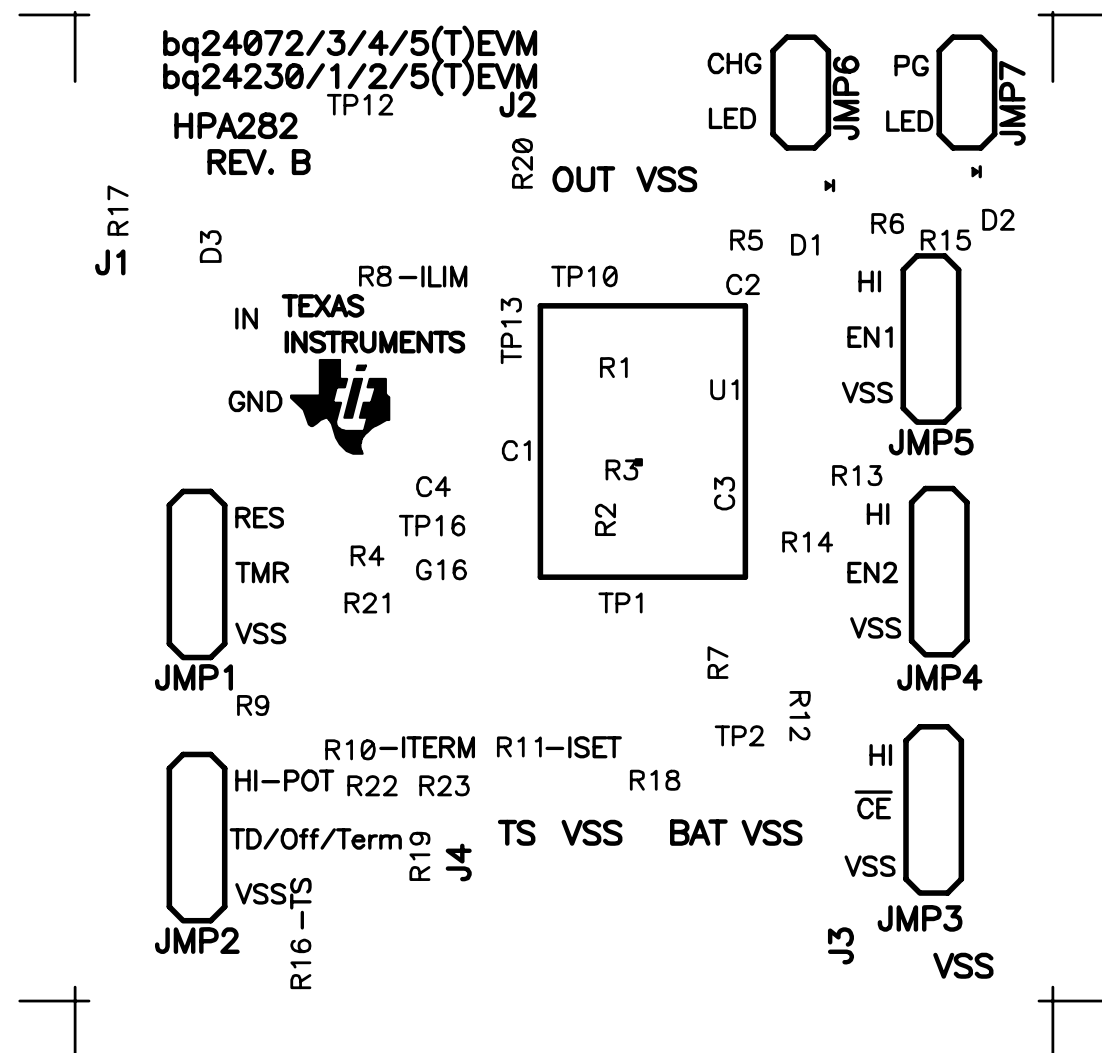 bq24072/3/4/5(T)EVM
bq24230/1/2/5(T)EVM
TP12
J2
HPA282
REV. B
R20
OUT VSS
CHG
LED
JMP6
PG
LED
JMP7
R17
J1
D3
R5
D1
R6
R15
D2
R8-ILIM
TP10
C2
IN
TEXAS
INSTRUMENTS
GND
TP13
R1
U1
C1
R3
R2
C3
HI
EN1
VSS
JMP5
R13
C4
TP16
R4
G16
R21
TP1
RES
TMR
VSS
JMP1
R9
R14
HI
EN2
VSS
JMP4
R7
R12
TP2
R10-ITERM
R11-ISET
HI-POT
R22
R23
R18
TD/Off/Term
R19
J4
TS VSS
BAT VSS
VSS
R16-TS
JMP2
HI
CE
VSS
JMP3
J3
VSS